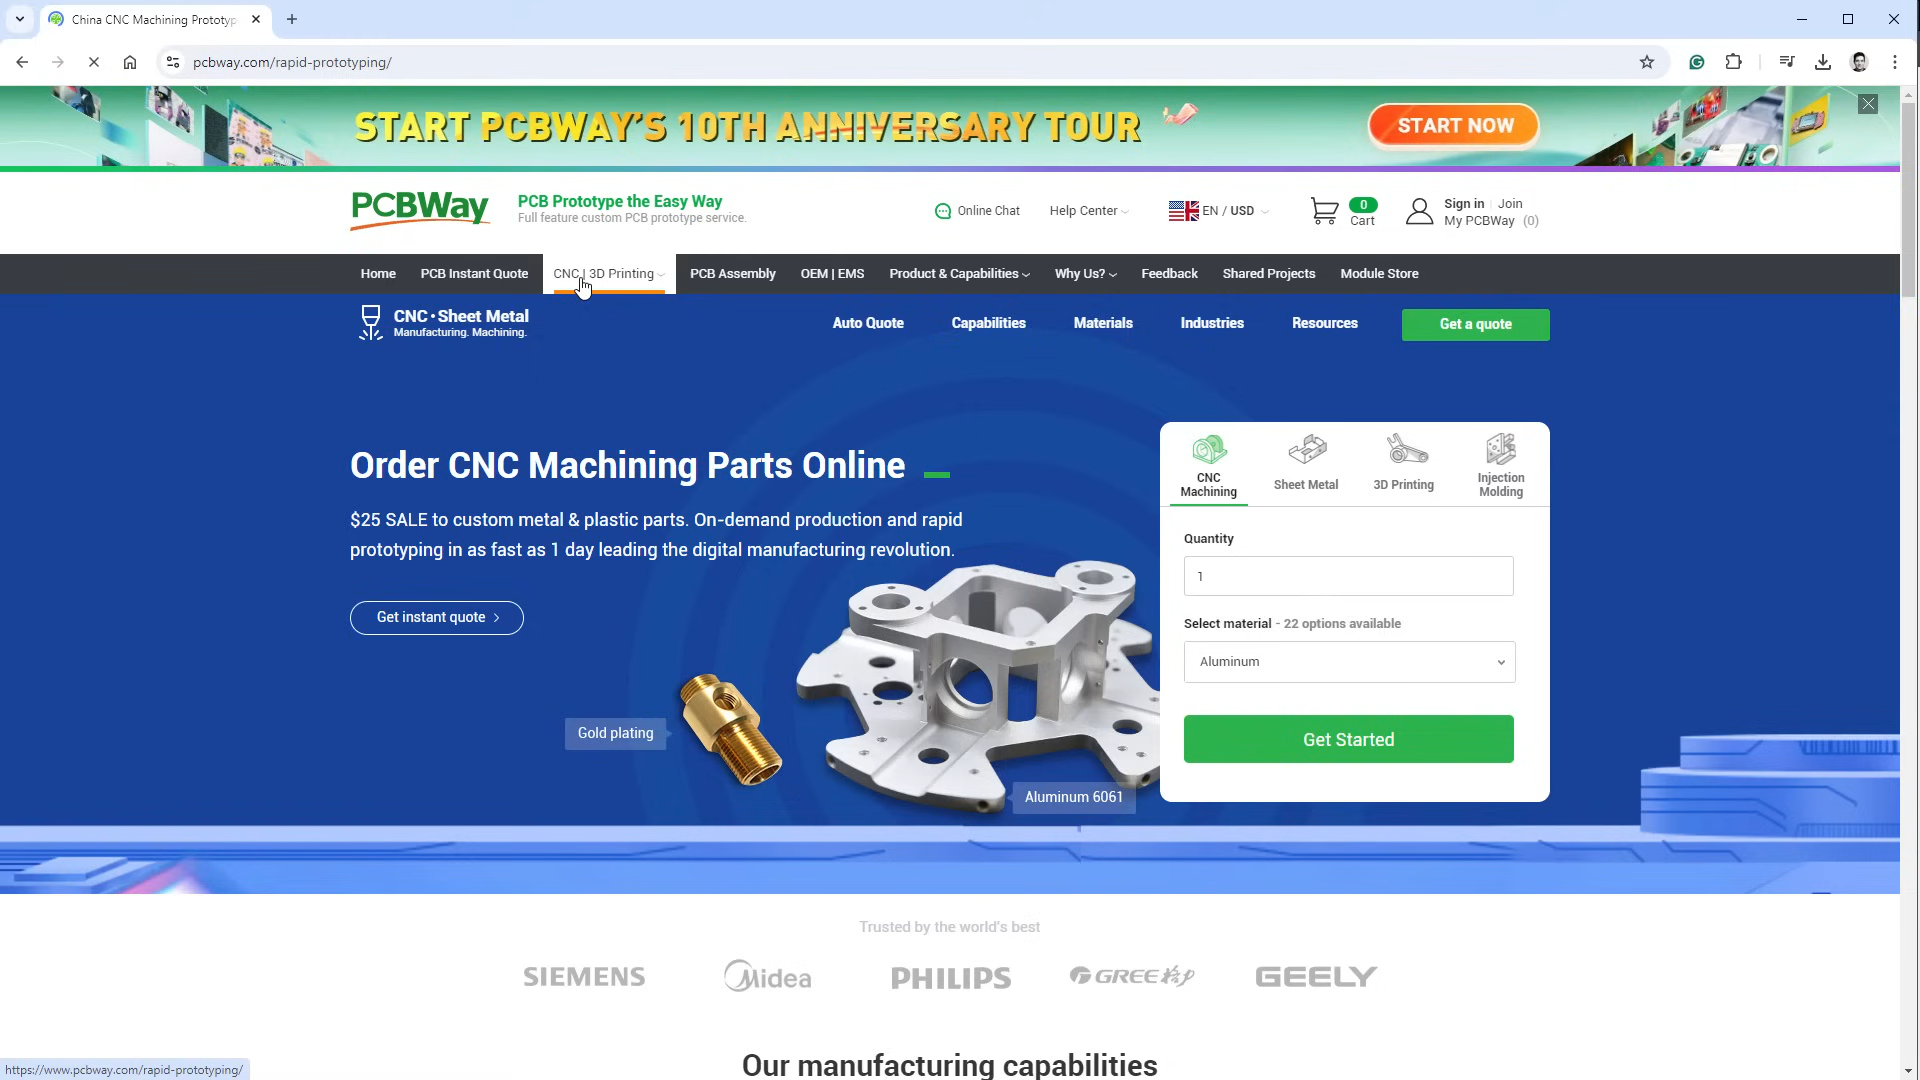 China CNC Machining Prototyp
pcbway.com/rapid-prototyping/
START PCBWAY'S 10TH ANNIVERSARY TOUR
START NOW
PCBWay
PCB Prototype the Easy Way
Full feature custom PCB prototype service.
Online Chat
Help Center
EN / USD
0
Cart
Sign in
Join
My PCBWay (0)
Home
PCB Instant Quote
CNC | 3D Printing
PCB Assembly
OEM | EMS
Product & Capabilities
Why Us?
Feedback
Shared Projects
Module Store
CNC·Sheet Metal
Manufacturing. Machining.
Auto Quote
Capabilities
Materials
Industries
Resources
Get a quote
Order CNC Machining Parts Online
$25 SALE to custom metal & plastic parts. On-demand production and rapid
prototyping in as fast as 1 day leading the digital manufacturing revolution.
Get instant quote >
Gold plating
Aluminum 6061
CNC
Machining
Sheet Metal
3D Printing
Injection
Molding
Quantity
1
Select material - 22 options available
Aluminum
Get Started
Trusted by the world's best
SIEMENS
Midea
PHILIPS
GREE格力
GEELY
Our manufacturing capabilities
https://www.pcbway.com/rapid-prototyping/